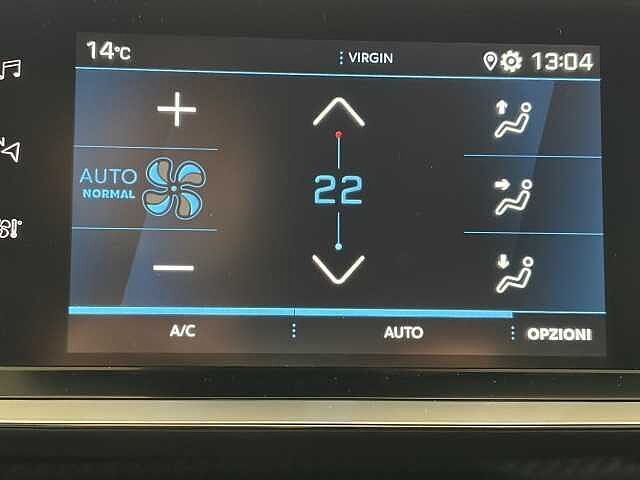 14°C
VIRGIN
13:04
AUTO
NORMAL
22
A/C
AUTO
OPZIONI